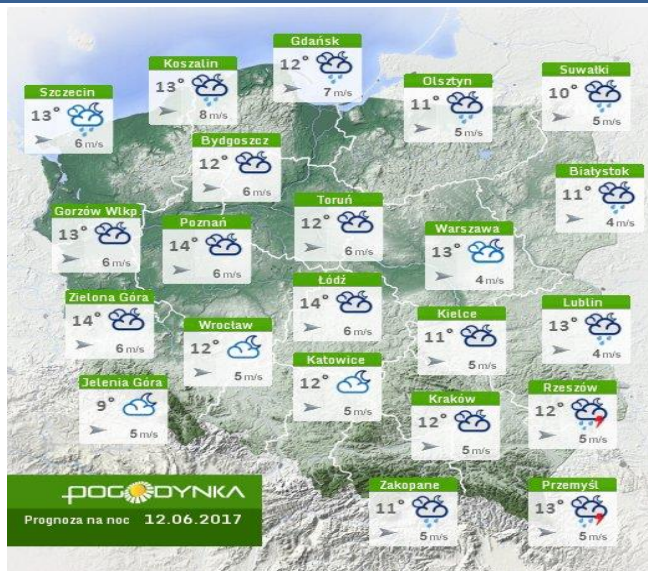 Gdańsk
12°
7 m/s
Koszalin
13°
8 m/s
Suwałki
10°
5 m/s
Olsztyn
11°
5 m/s
Szczecin
13°
6 m/s
Bydgoszcz
12°
6 m/s
Białystok
11°
4 m/s
Toruń
12°
6 m/s
Gorzów Wlkp
13°
6 m/s
Poznań
14°
6 m/s
Warszawa
13°
4 m/s
Łódź
14°
6 m/s
Zielona Góra
14°
6 m/s
Lublin
13°
4 m/s
Kielce
11°
5 m/s
Wrocław
12°
5 m/s
Katowice
12°
5 m/s
Jelenia Góra
9°
5 m/s
Rzeszów
12°
5 m/s
Kraków
12°
5 m/s
Zakopane
11°
5 m/s
Przemyśl
13°
5 m/s
POGODYNKA
Prognoza na noc 12.06.2017